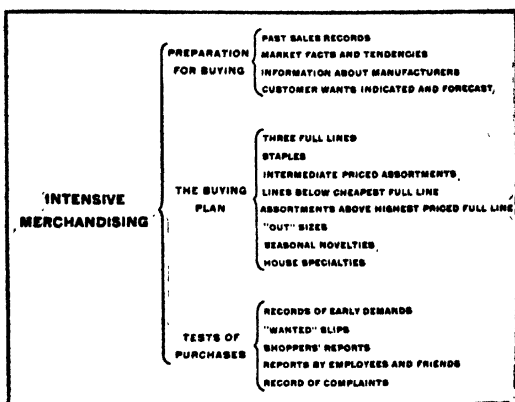 INTENSIVE
MERCHANDISING
PREPARATION
FOR BUYING
PAST SALES RECORDS
MARKET FACTS AND TENDENCIES
INFORMATION ABOUT MANUFACTURERS
CUSTOMER WANTS INDICATED AND FORECAST
THE BUYING
PLAN
THREE FULL LINES
STAPLES
INTERMEDIATE PRICED ASSORTMENTS
LINES BELOW CHEAPEST FULL LINE
ASSORTMENTS ABOVE HIGHEST PRICED FULL LINE
"OUT" SIZES
SEASONAL NOVELTIES
HOUSE SPECIALTIES
TESTS OF
PURCHASES
RECORDS OF EARLY DEMANDS
"WANTED" SLIPS
SHOPPERS' REPORTS
REPORTS BY EMPLOYEES AND FRIENDS
RECORD OF COMPLAINTS